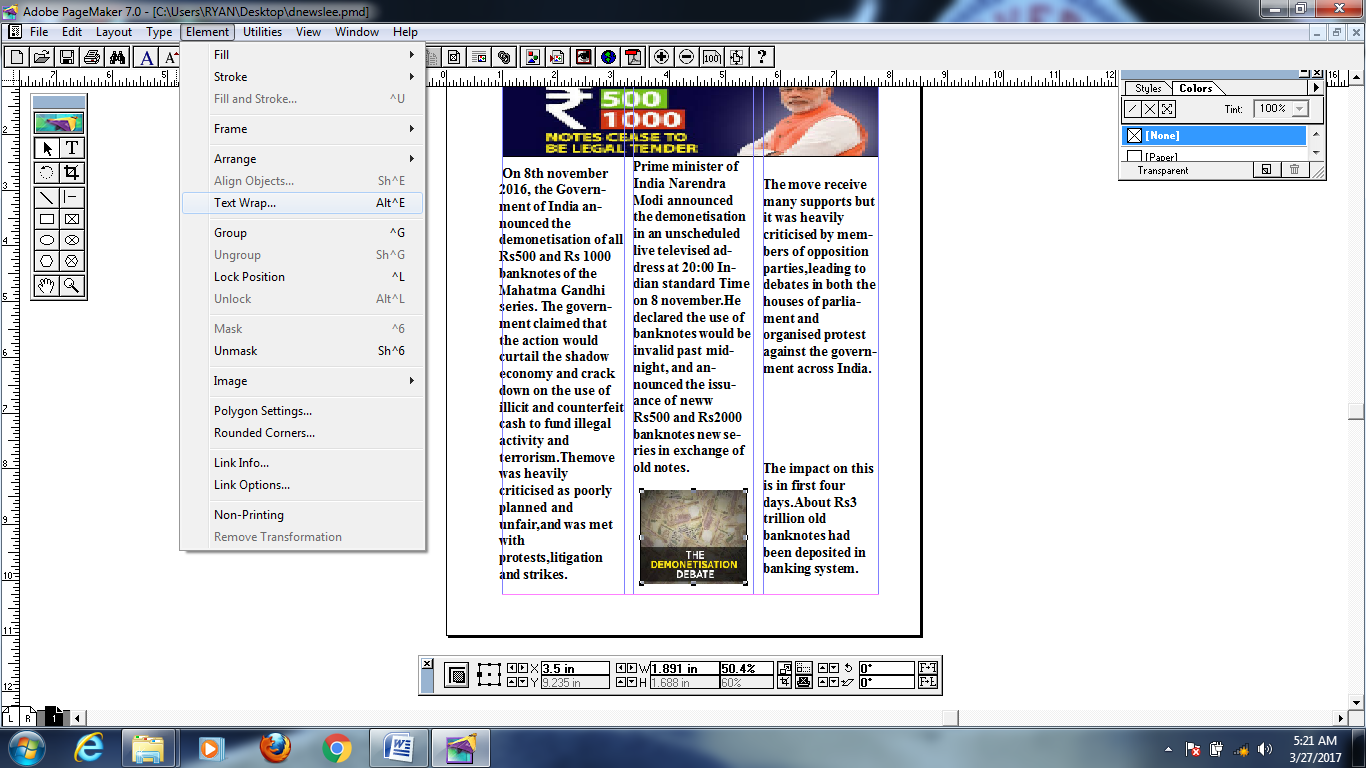 Adobe PageMaker 7.0 - [C:\Users\RYAN\Desktop\dnewslee.pmd]
File Edit Layout Type Element Utilities View Window Help
Fill
Stroke
Fill and Stroke... ^U
Frame
Arrange
Align Objects... Sh^E
Text Wrap... Alt^E
Group ^G
Ungroup Sh^G
Lock Position ^L
Unlock Alt^L
Mask ^6
Unmask Sh^6
Image
Polygon Settings...
Rounded Corners...
Link Info...
Link Options...
Non-Printing
Remove Transformation
₹ 500
1000
NOTES CEASE TO
BE LEGAL TENDER
On 8th november
2016, the Govern-
ment of India an-
nounced the
demonetisation of all
Rs500 and Rs 1000
banknotes of the
Mahatma Gandhi
series. The govern-
ment claimed that
the action would
curtail the shadow
economy and crack
down on the use of
illicit and counterfeit
cash to fund illegal
activity and
terrorism.Themove
was heavily
criticised as poorly
planned and
unfair,and was met
with
protests,litigation
and strikes.
Prime minister of
India Narendra
Modi announced
the demonetisation
in an unscheduled
live televised ad-
dress at 20:00 In-
dian standard Time
on 8 november.He
declared the use of
banknotes would be
invalid past mid-
night, and an-
nounced the issu-
ance of neww
Rs500 and Rs2000
banknotes new se-
ries in exchange of
old notes.
THE
DEMONETISATION
DEBATE
The move receive
many supports but
it was heavily
criticised by mem-
bers of opposition
parties,leading to
debates in both the
houses of parlia-
ment and
organised protest
against the govern-
ment across India.
The impact on this
is in first four
days.About Rs3
trillion old
banknotes had
been deposited in
banking system.
Styles Colors
Tint: 100%
[None]
[Paper]
Transparent
X 3.5 in W 1.891 in 50.4% 0°
Y 9.235 in H 1.688 in 60% 0°
L R 1
5:21 AM
3/27/2017